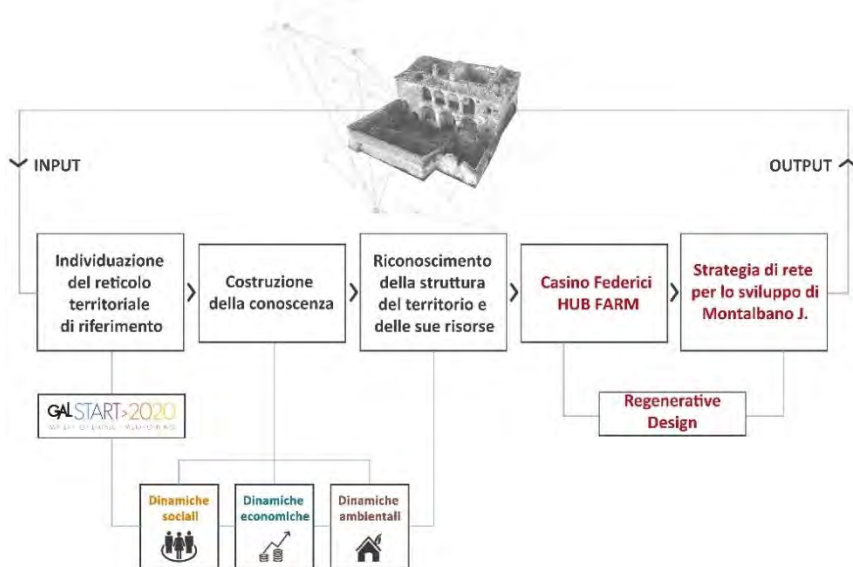 INPUT
OUTPUT
Individuazione
del reticolo
territoriale
di riferimento
Costruzione
della conoscenza
Riconoscimento
della struttura
del territorio e
delle sue risorse
Casino Federici
HUB FARM
Strategia di rete
per lo sviluppo di
Montalbano J.
GAL START>2020
Regenerative
Design
Dinamiche
sociali
Dinamiche
economiche
Dinamiche
ambientali